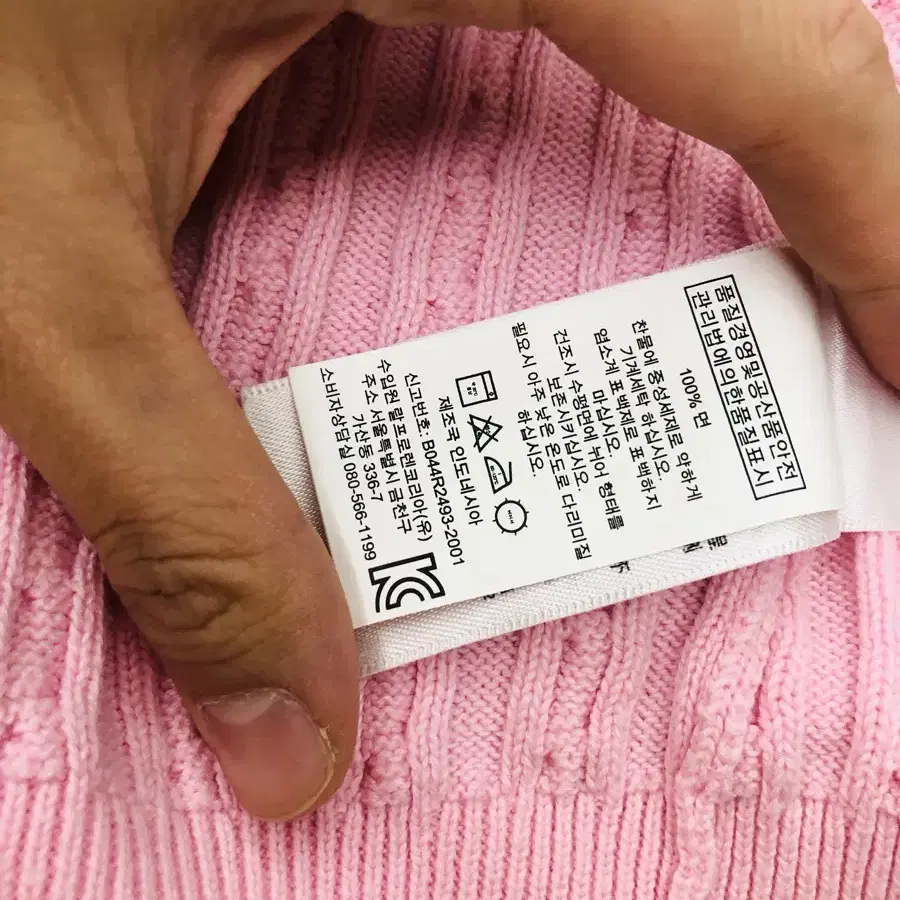 품질경영및공산품안전
관리법에의한품질표시
100% 면
찬물에 중성세제로 약하게
기계세탁 하십시오.
염소계 표백제로 표백하지
마십시오.
건조시 수평면에 뉘어 형태를
보존시키십시오.
필요시 아주 낮은 온도로 다리미질
하십시오.
제조국 인도네시아
신고번호: B044R2493-2001
수입원 랄프로렌코리아(유)
주소 서울특별시 금천구
가산동 336-7
소비자상담실 080-566-1199